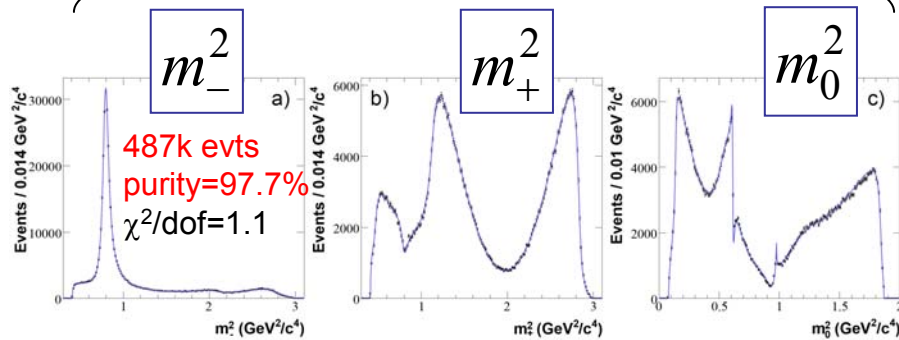 m²₋
m²₊
m²₀
a)
b)
c)
487k evts
purity=97.7%
χ²/dof=1.1
Events / 0.014 GeV²/c⁴
30000
20000
10000
0
1
2
3
m²₋ (GeV²/c⁴)
Events / 0.014 GeV²/c⁴
6000
4000
2000
0
1
2
3
m²₊ (GeV²/c⁴)
Events / 0.01 GeV²/c⁴
6000
4000
2000
0
0
0.5
1
1.5
2
m²₀ (GeV²/c⁴)